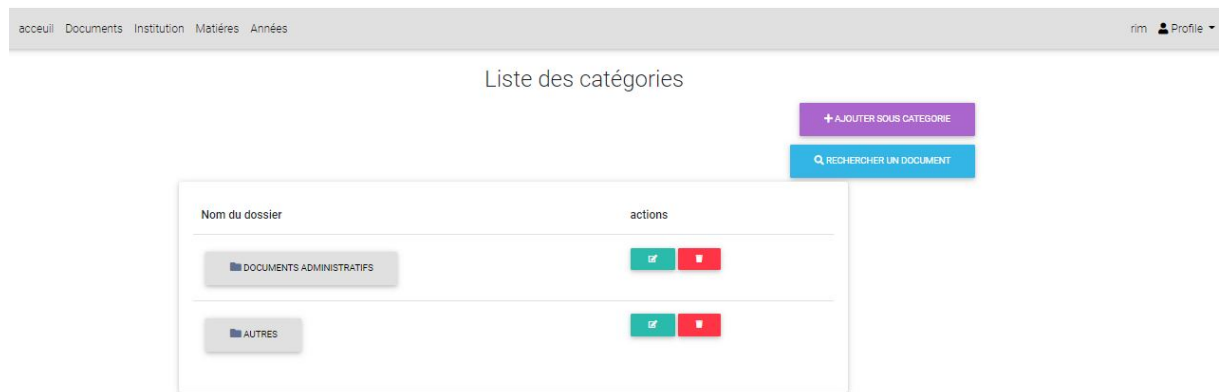 acceuil Documents Institution Matiéres Années rim Profile
Liste des catégories
AJOUTER SOUS CATEGORIE
RECHERCHER UN DOCUMENT
Nom du dossier actions
DOCUMENTS ADMINISTRATIFS
AUTRES